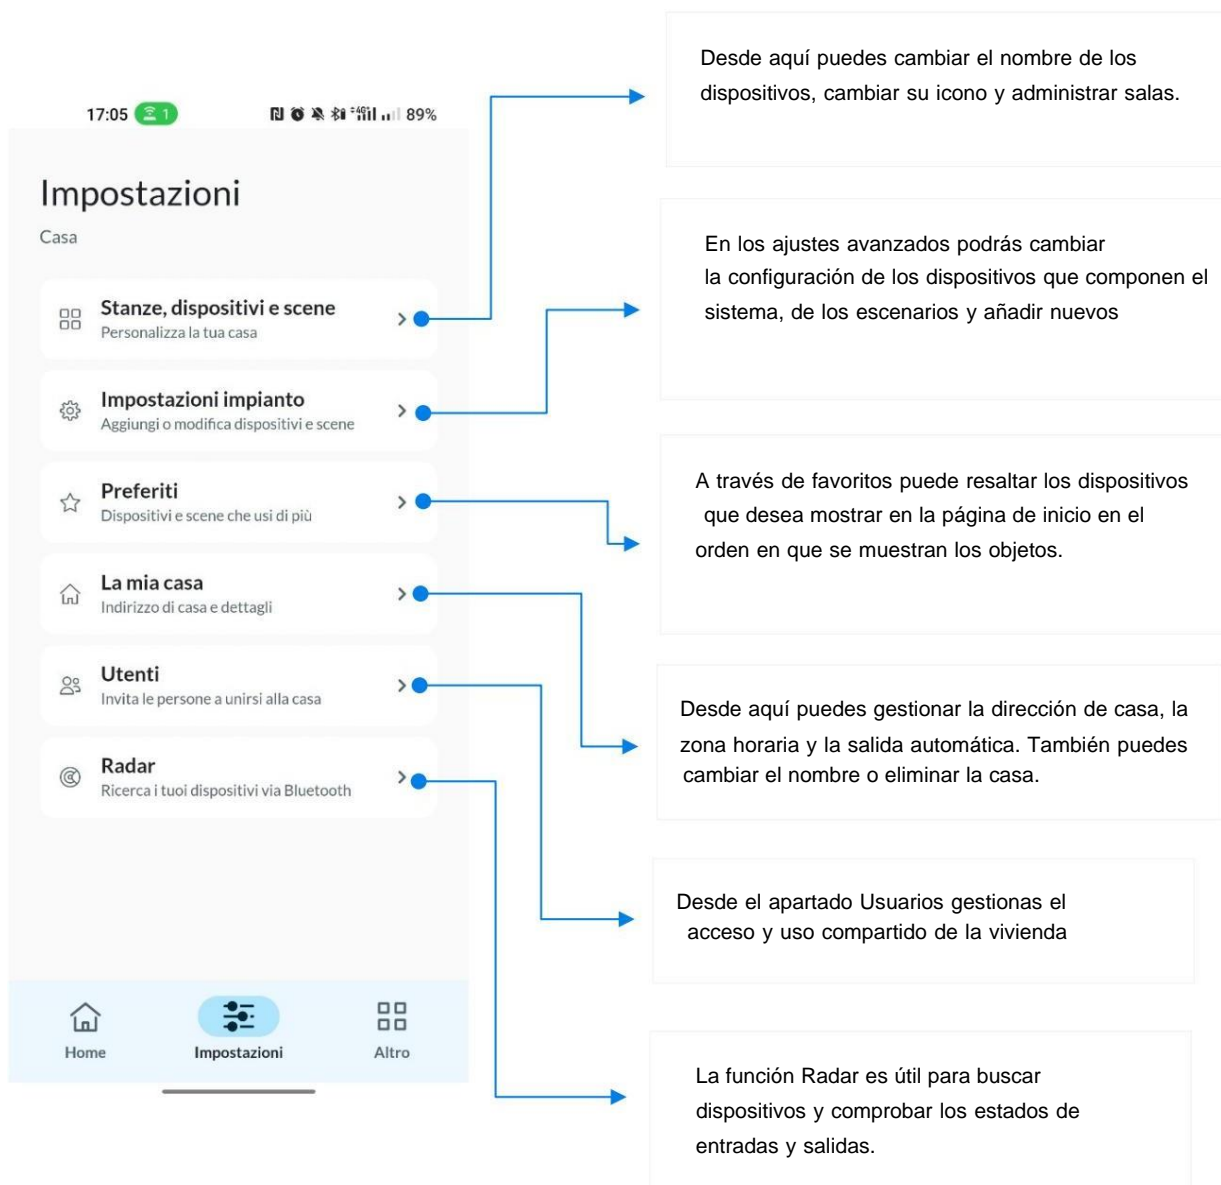 17:05
1
4G
89%
Impostazioni
Casa
Stanze, dispositivi e scene
Personalizza la tua casa
Impostazioni impianto
Aggiungi o modifica dispositivi e scene
Preferiti
Dispositivi e scene che usi di più
La mia casa
Indirizzo di casa e dettagli
Utenti
Invita le persone a unirsi alla casa
Radar
Ricerca i tuoi dispositivi via Bluetooth
Home
Impostazioni
Altro
Desde aquí puedes cambiar el nombre de los
dispositivos, cambiar su icono y administrar salas.
En los ajustes avanzados podrás cambiar
la configuración de los dispositivos que componen el
sistema, de los escenarios y añadir nuevos
A través de favoritos puede resaltar los dispositivos
que desea mostrar en la página de inicio en el
orden en que se muestran los objetos.
Desde aquí puedes gestionar la dirección de casa, la
zona horaria y la salida automática. También puedes
cambiar el nombre o eliminar la casa.
Desde el apartado Usuarios gestionas el
acceso y uso compartido de la vivienda
La función Radar es útil para buscar
dispositivos y comprobar los estados de
entradas y salidas.